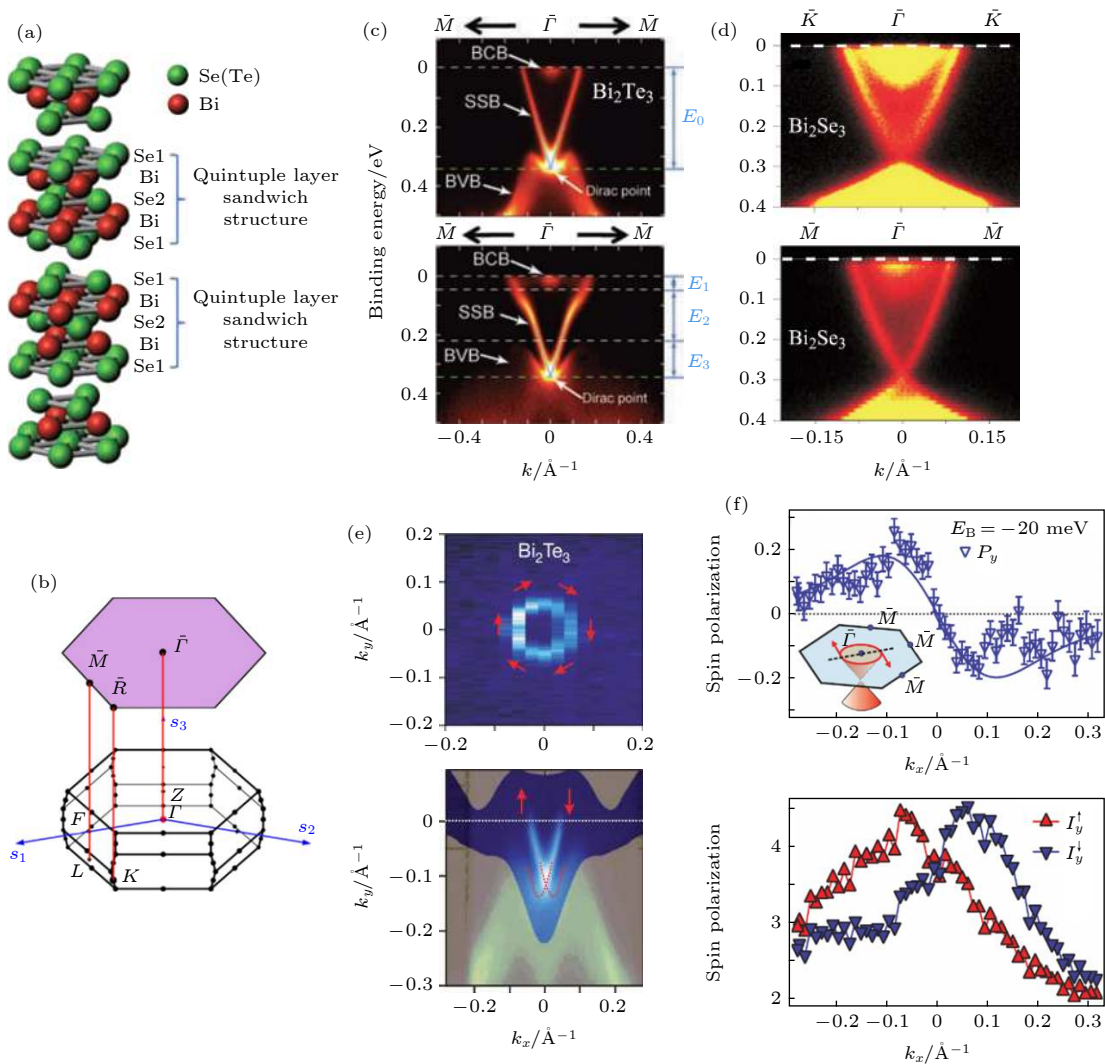 (a)
Se(Te)
Bi
Se1
Bi
Se2
Bi
Se1
Quintuple layer
sandwich
structure
Se1
Bi
Se2
Bi
Se1
Quintuple layer
sandwich
structure
(b)
Γ̄
M̄
R̄
s₃
Z
Γ
F
s₁
s₂
L
K
(c)
M̄ Γ̄ M̄
BCB
Bi₂Te₃
SSB
E₀
BVB
Dirac point
0
0.2
0.4
M̄ Γ̄ M̄
BCB
E₁
SSB
E₂
BVB
E₃
Dirac point
0
0.2
0.4
Binding energy/eV
−0.4 0 0.4
k/Å⁻¹
(d)
K̄ Γ̄ K̄
0
0.1
0.2
0.3
0.4
Bi₂Se₃
M̄ Γ̄ M̄
0
0.1
0.2
0.3
0.4
Bi₂Se₃
−0.15 0 0.15
k/Å⁻¹
(e)
Bi₂Te₃
0.2
0.1
0
−0.1
−0.2
ky/Å⁻¹
−0.2 0 0.2
0
−0.1
−0.2
−0.3
ky/Å⁻¹
−0.2 0 0.2
kx/Å⁻¹
(f)
E_B = −20 meV
P_y
0.2
0
−0.2
Spin polarization
M̄
Γ̄
M̄
M̄
−0.2 −0.1 0 0.1 0.2 0.3
kx/Å⁻¹
I_y↑
I_y↓
4
3
2
Spin polarization
−0.2 −0.1 0 0.1 0.2 0.3
kx/Å⁻¹